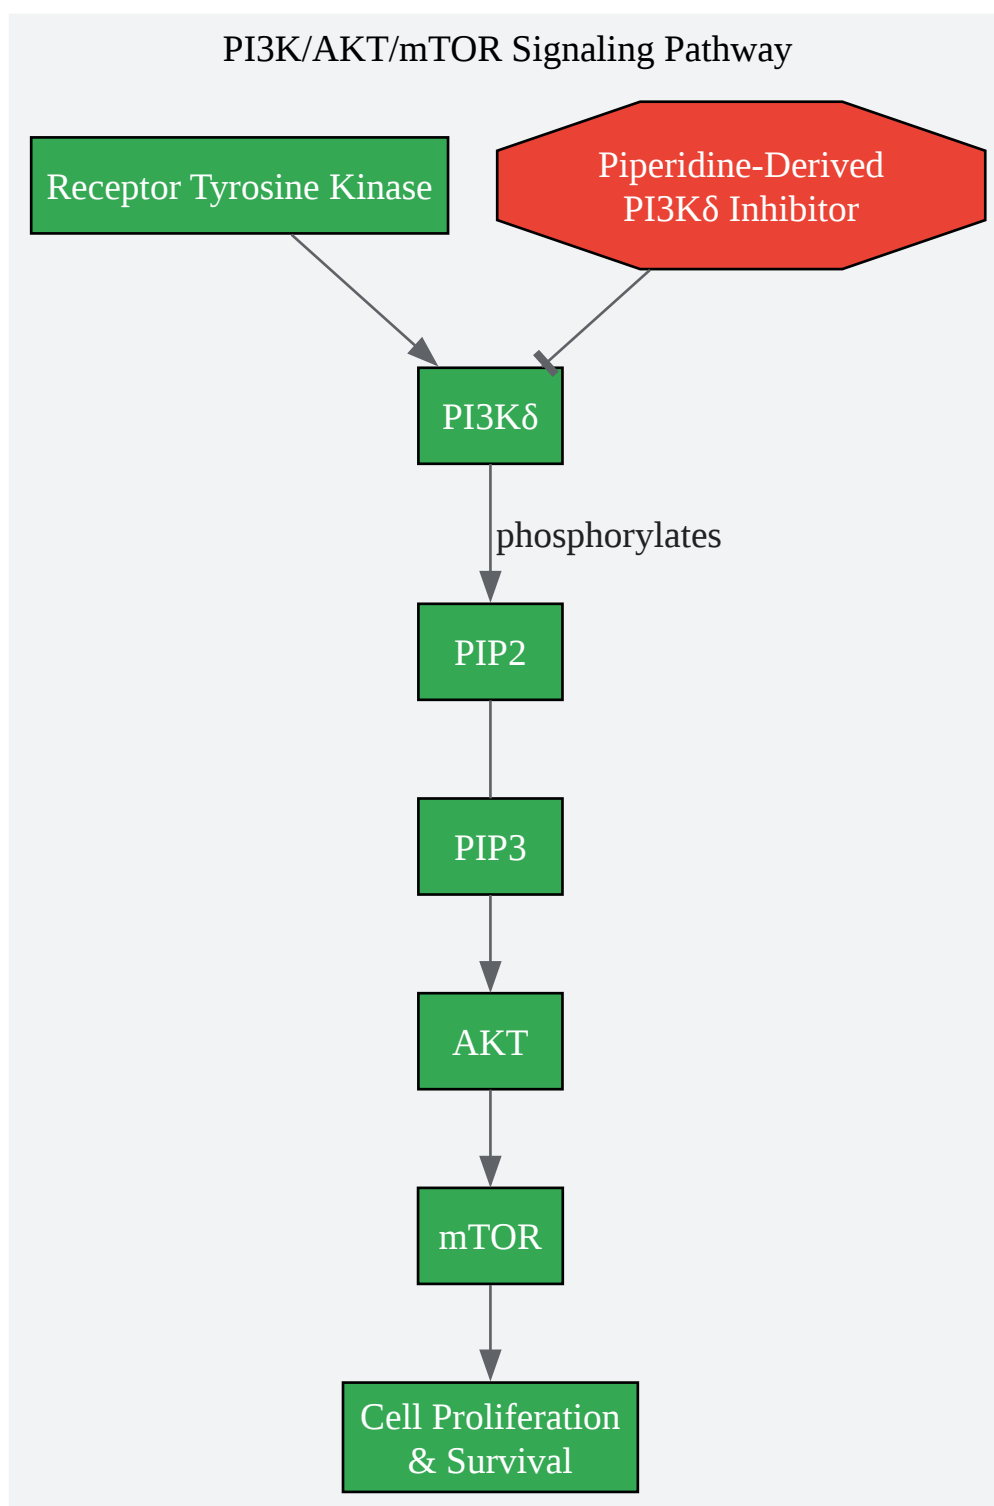 PI3K/AKT/mTOR Signaling Pathway
Receptor Tyrosine Kinase
Piperidine-Derived
PI3Kδ Inhibitor
PI3Kδ
phosphorylates
PIP2
PIP3
AKT
mTOR
Cell Proliferation
& Survival